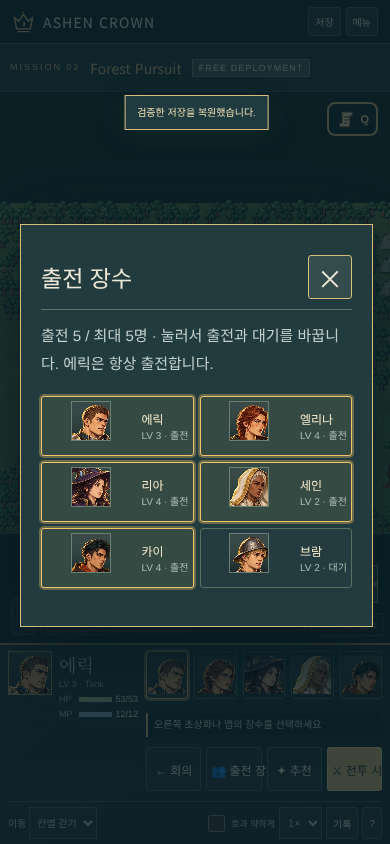 ASHEN CROWN
저장
메뉴
MISSION 02 Forest Pursuit FREE DEPLOYMENT
검증한 저장을 복원했습니다.
Q
출전 장수
출전 5 / 최대 5명 · 눌러서 출전과 대기를 바꿉니
다. 에릭은 항상 출전합니다.
에릭
LV 3 · 출전
엘리나
LV 4 · 출전
리아
LV 4 · 출전
세인
LV 2 · 출전
카이
LV 4 · 출전
브람
LV 2 · 대기
에릭
LV 3 · Tank
HP 53/53
MP 12/12
오른쪽 초상화나 맵의 장수를 선택하세요
← 회의
👥 출전 장
✦ 추천
⚔ 전투 시
이동
칸별 걷기
효과 약하게
1×
기록
?